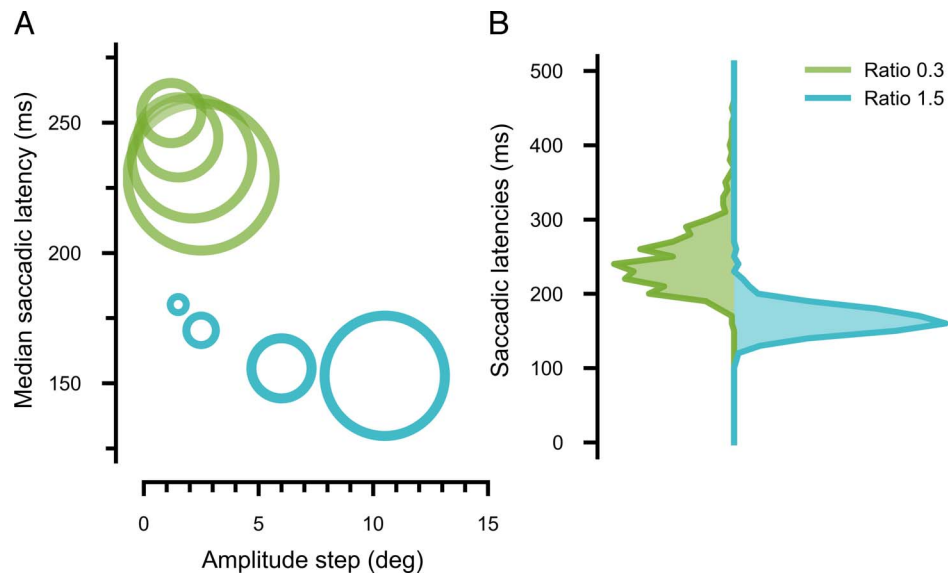 A
Median saccadic latency (ms)
250
200
150
0
5
10
15
Amplitude step (deg)
B
Saccadic latencies (ms)
500
400
300
200
100
0
Ratio 0.3
Ratio 1.5